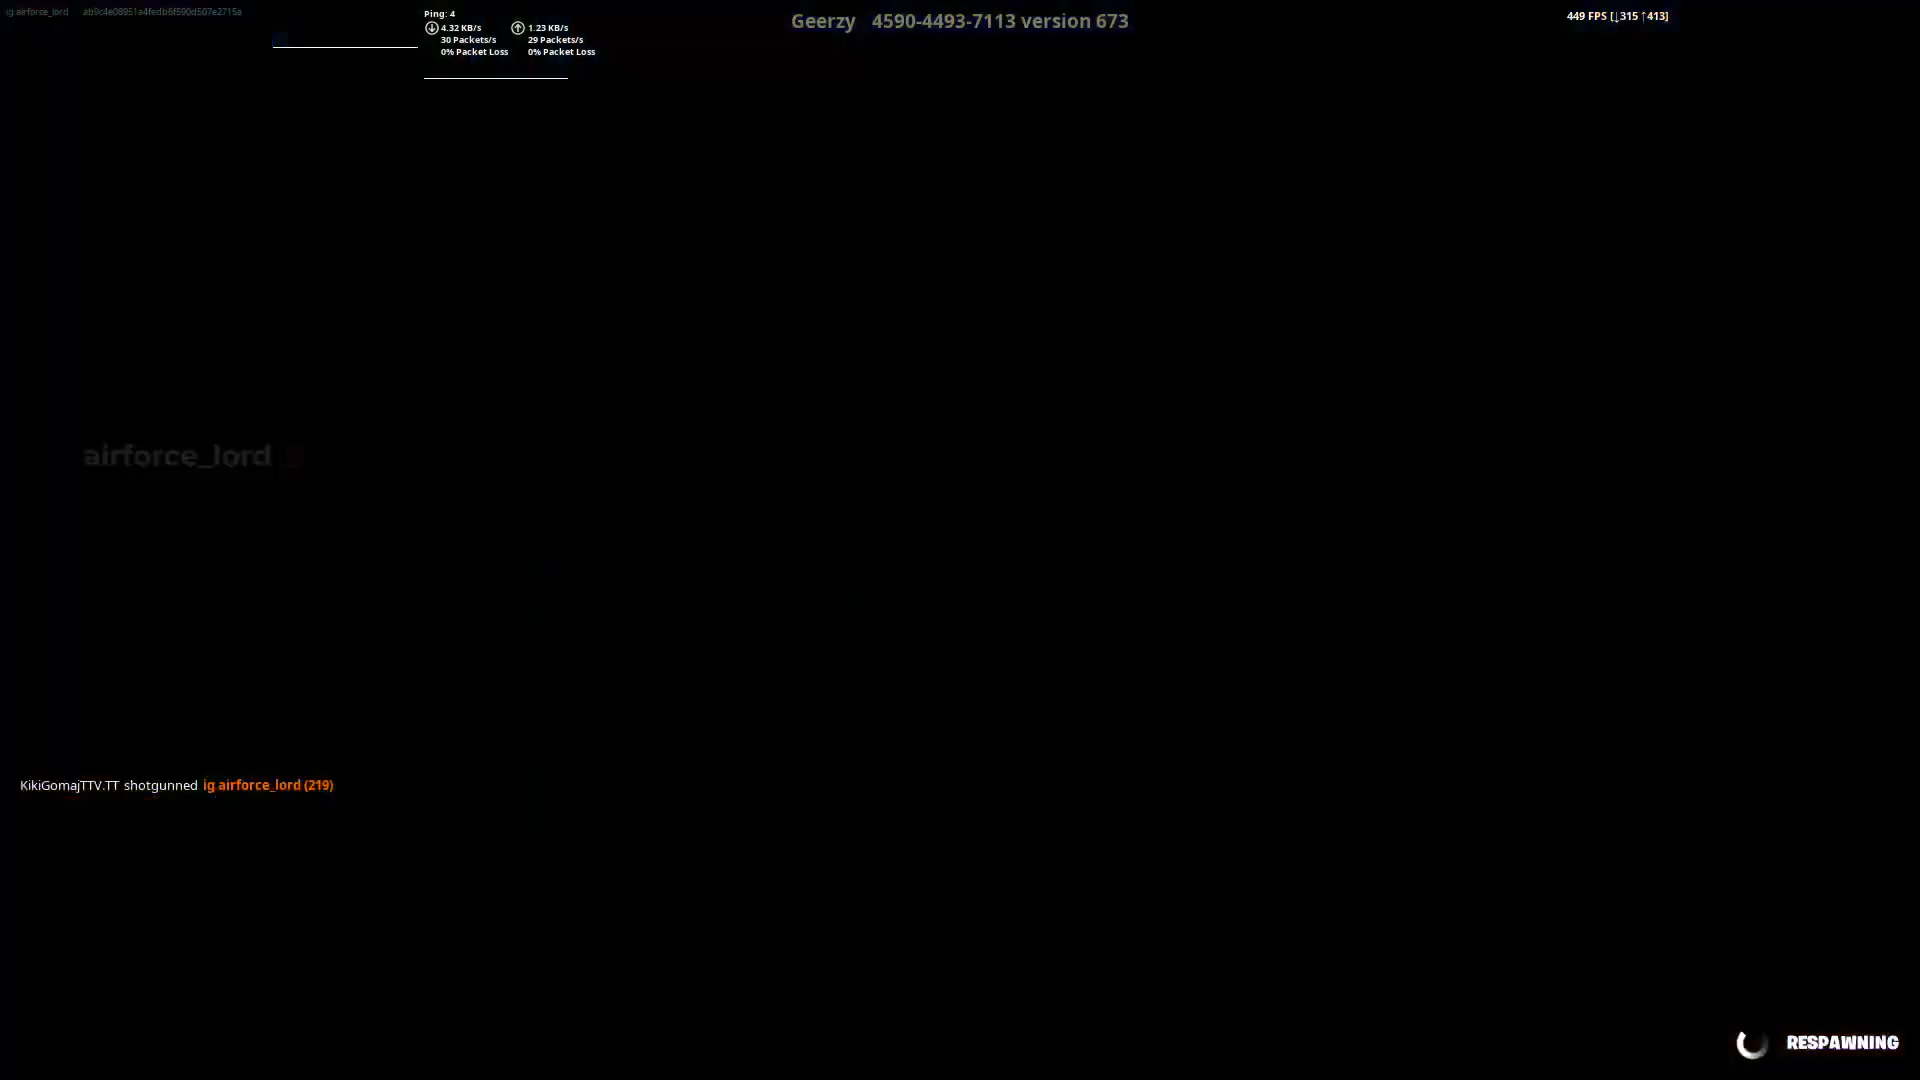 ig airforce_lord ab9c4e08951a4fedb6f590d507e2715a
Ping: 4
4.32 KB/s 1.23 KB/s
30 Packets/s 29 Packets/s
0% Packet Loss 0% Packet Loss
Geerzy 4590-4493-7113 version 673
449 FPS [↓315 ↑413]
airforce_lord
KikiGomajTTV.TT shotgunned ig airforce_lord (219)
RESPAWNING